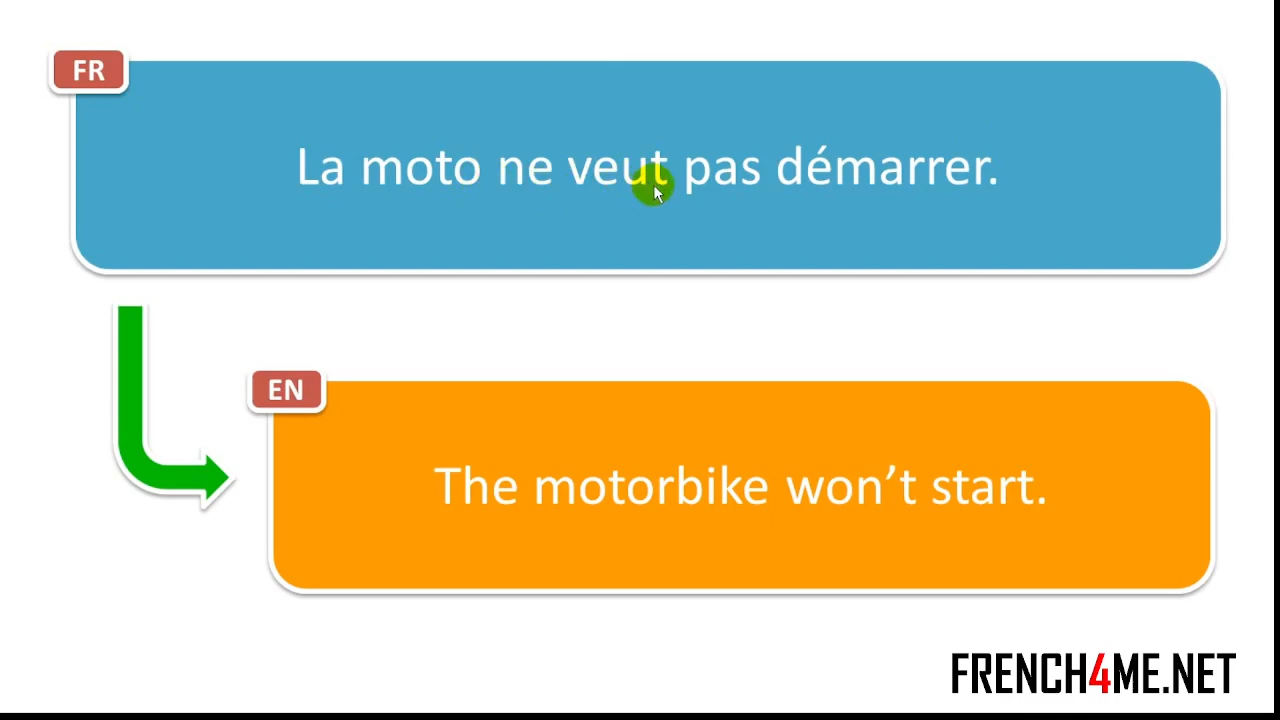 FR
La moto ne veut pas démarrer.
EN
The motorbike won’t start.
FRENCH4ME.NET